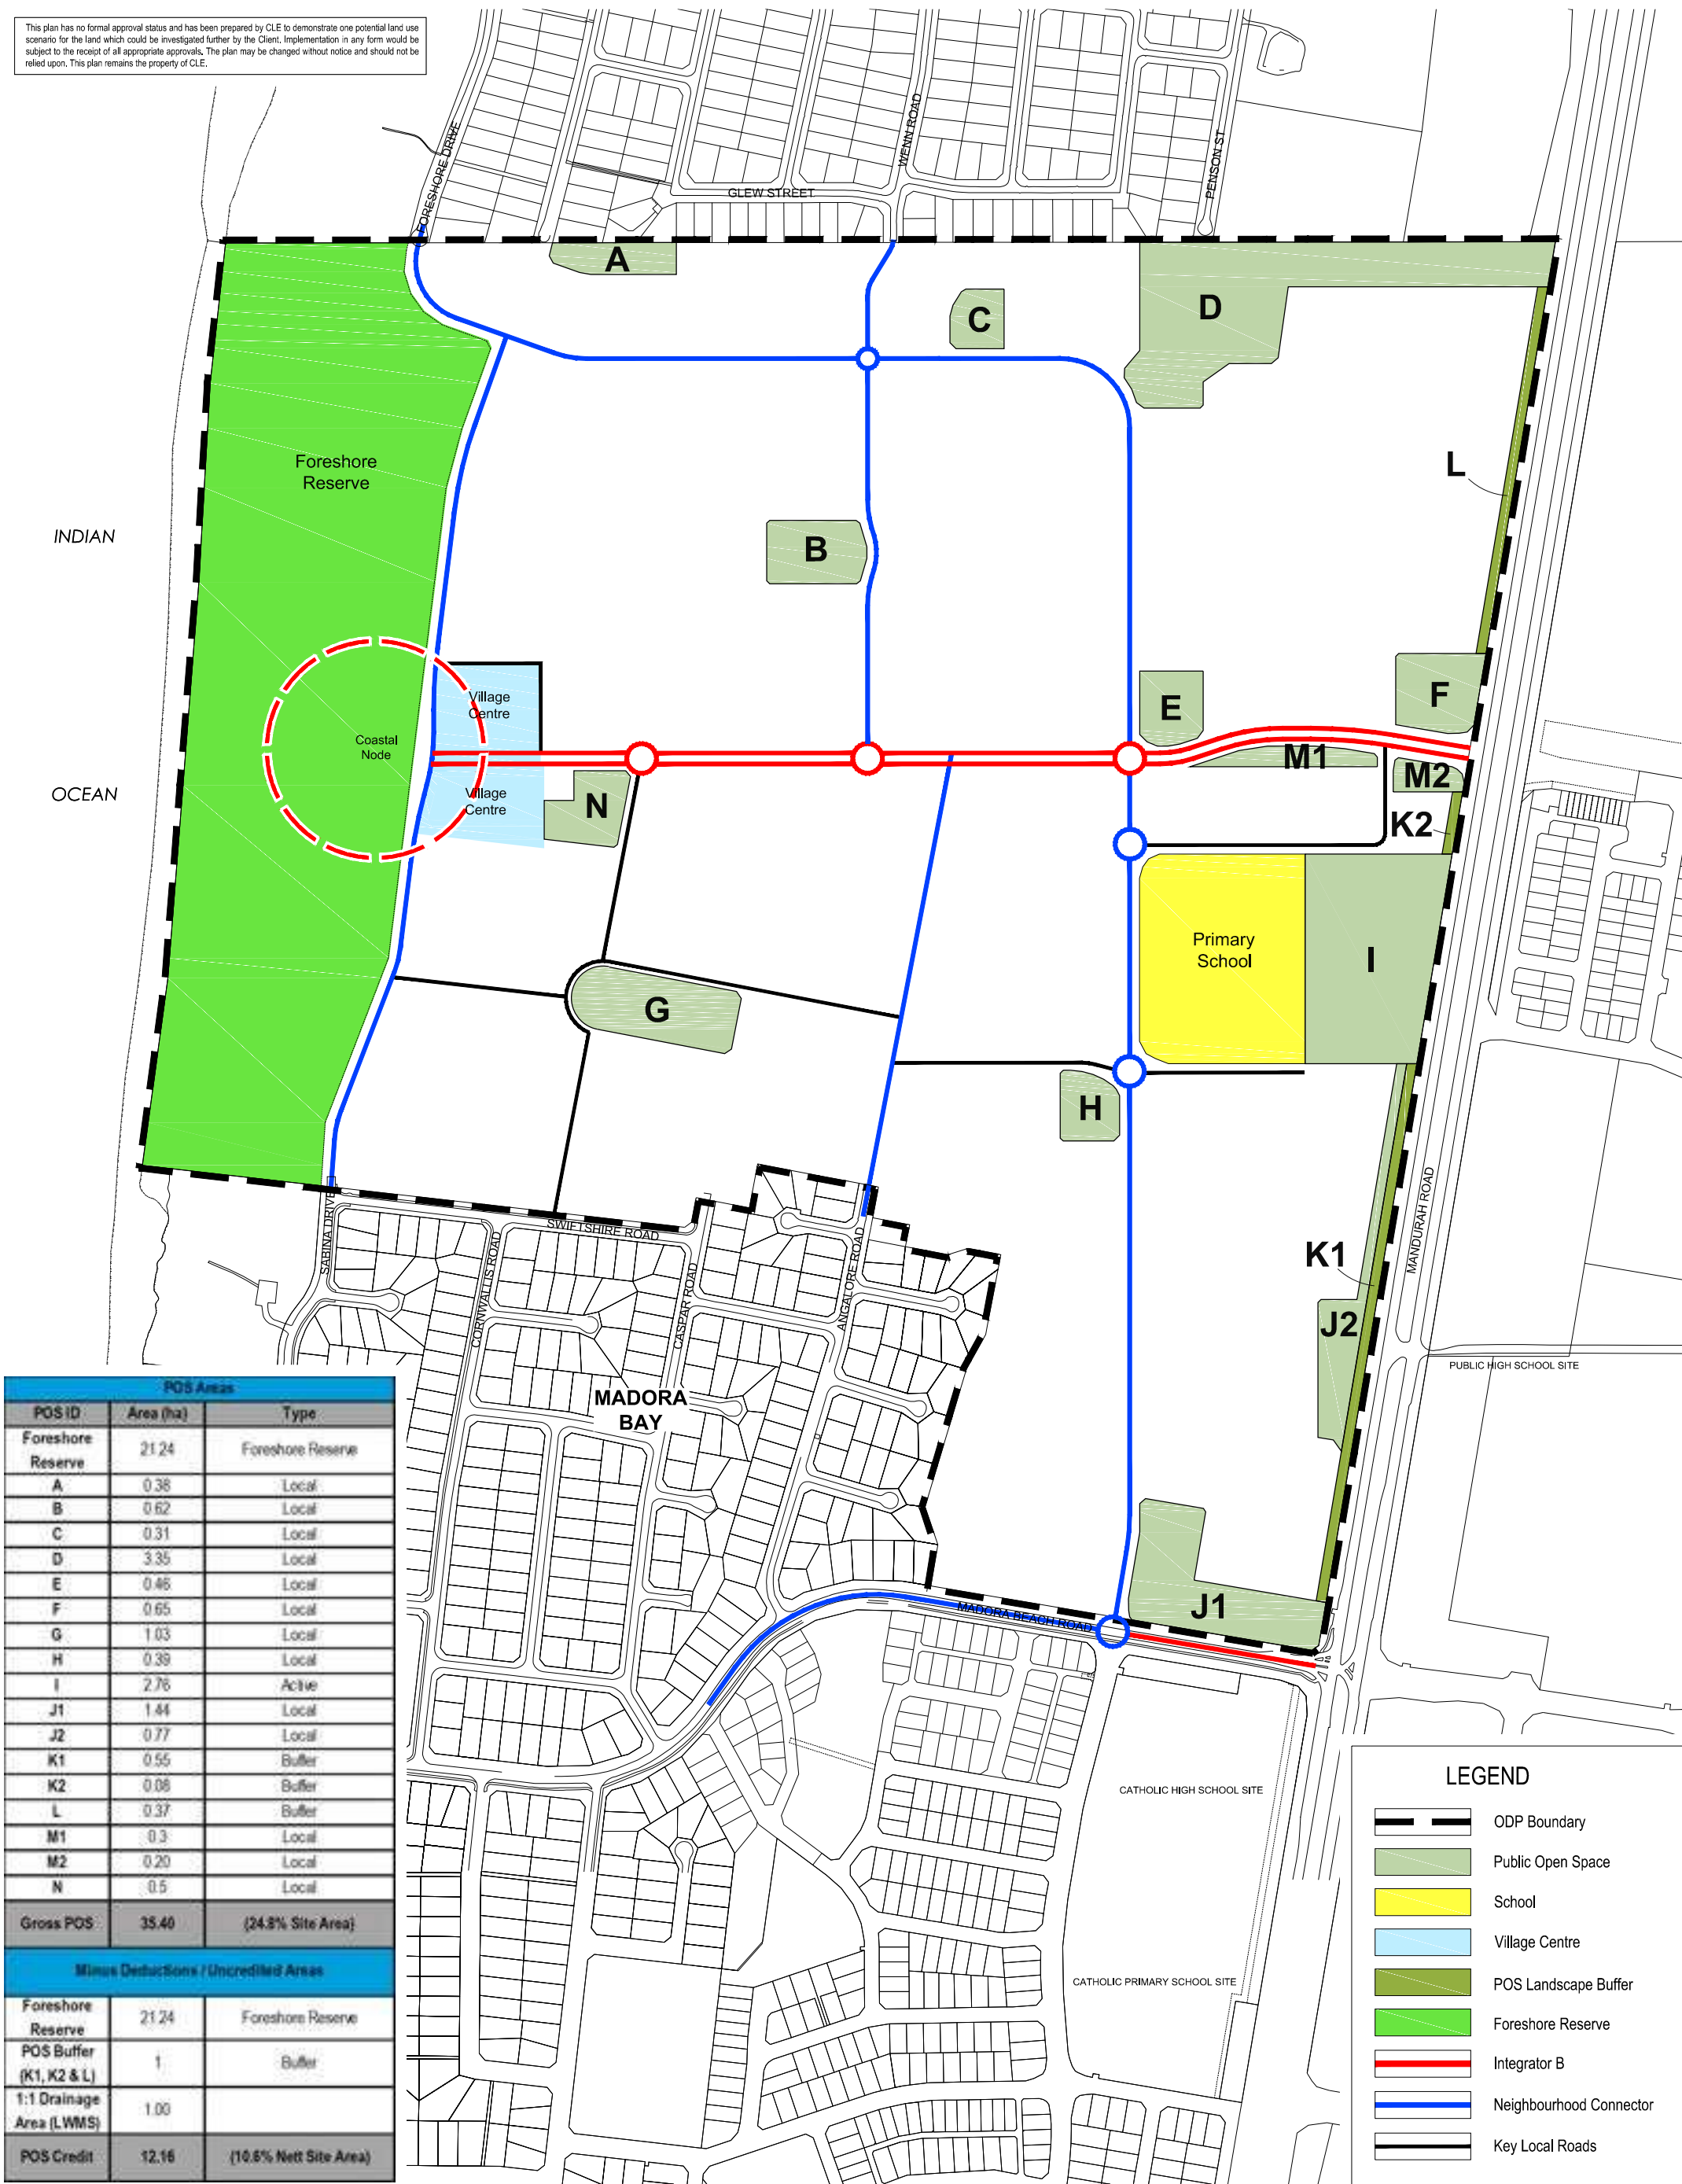 This plan has no formal approval status and has been prepared by CLE to demonstrate one potential land use
scenario for the land which could be investigated further by the Client. Implementation in any form would be
subject to the receipt of all appropriate approvals. The plan may be changed without notice and should not be
relied upon. This plan remains the property of CLE.
FORESHORE DRIVE
WENN ROAD
PENSON ST
GLEW STREET
A
C
D
Foreshore
Reserve
L
INDIAN
B
Village
Centre
E
F
Coastal
Node
M1
M2
OCEAN
Village
Centre
N
K2
Primary
School
I
G
H
MANDURAH ROAD
SABINA DRIVE
SWIFTSHIRE ROAD
CORNWALLIS ROAD
CASPAR ROAD
ANGALORE ROAD
K1
J2
PUBLIC HIGH SCHOOL SITE
MADORA
BAY
J1
MADORA BEACH ROAD
CATHOLIC HIGH SCHOOL SITE
CATHOLIC PRIMARY SCHOOL SITE
POS Areas
POS ID Area (ha) Type
Foreshore
Reserve 21.24 Foreshore Reserve
A 0.38 Local
B 0.62 Local
C 0.31 Local
D 3.35 Local
E 0.46 Local
F 0.65 Local
G 1.03 Local
H 0.39 Local
I 2.76 Active
J1 1.44 Local
J2 0.77 Local
K1 0.55 Buffer
K2 0.08 Buffer
L 0.37 Buffer
M1 0.3 Local
M2 0.20 Local
N 0.5 Local
Gross POS 35.40 (24.8% Site Area)
Minus Deductions / Uncredited Areas
Foreshore
Reserve 21.24 Foreshore Reserve
POS Buffer
(K1, K2 & L) 1 Buffer
1:1 Drainage
Area (LWMS) 1.00
POS Credit 12.16 (10.6% Nett Site Area)
LEGEND
ODP Boundary
Public Open Space
School
Village Centre
POS Landscape Buffer
Foreshore Reserve
Integrator B
Neighbourhood Connector
Key Local Roads